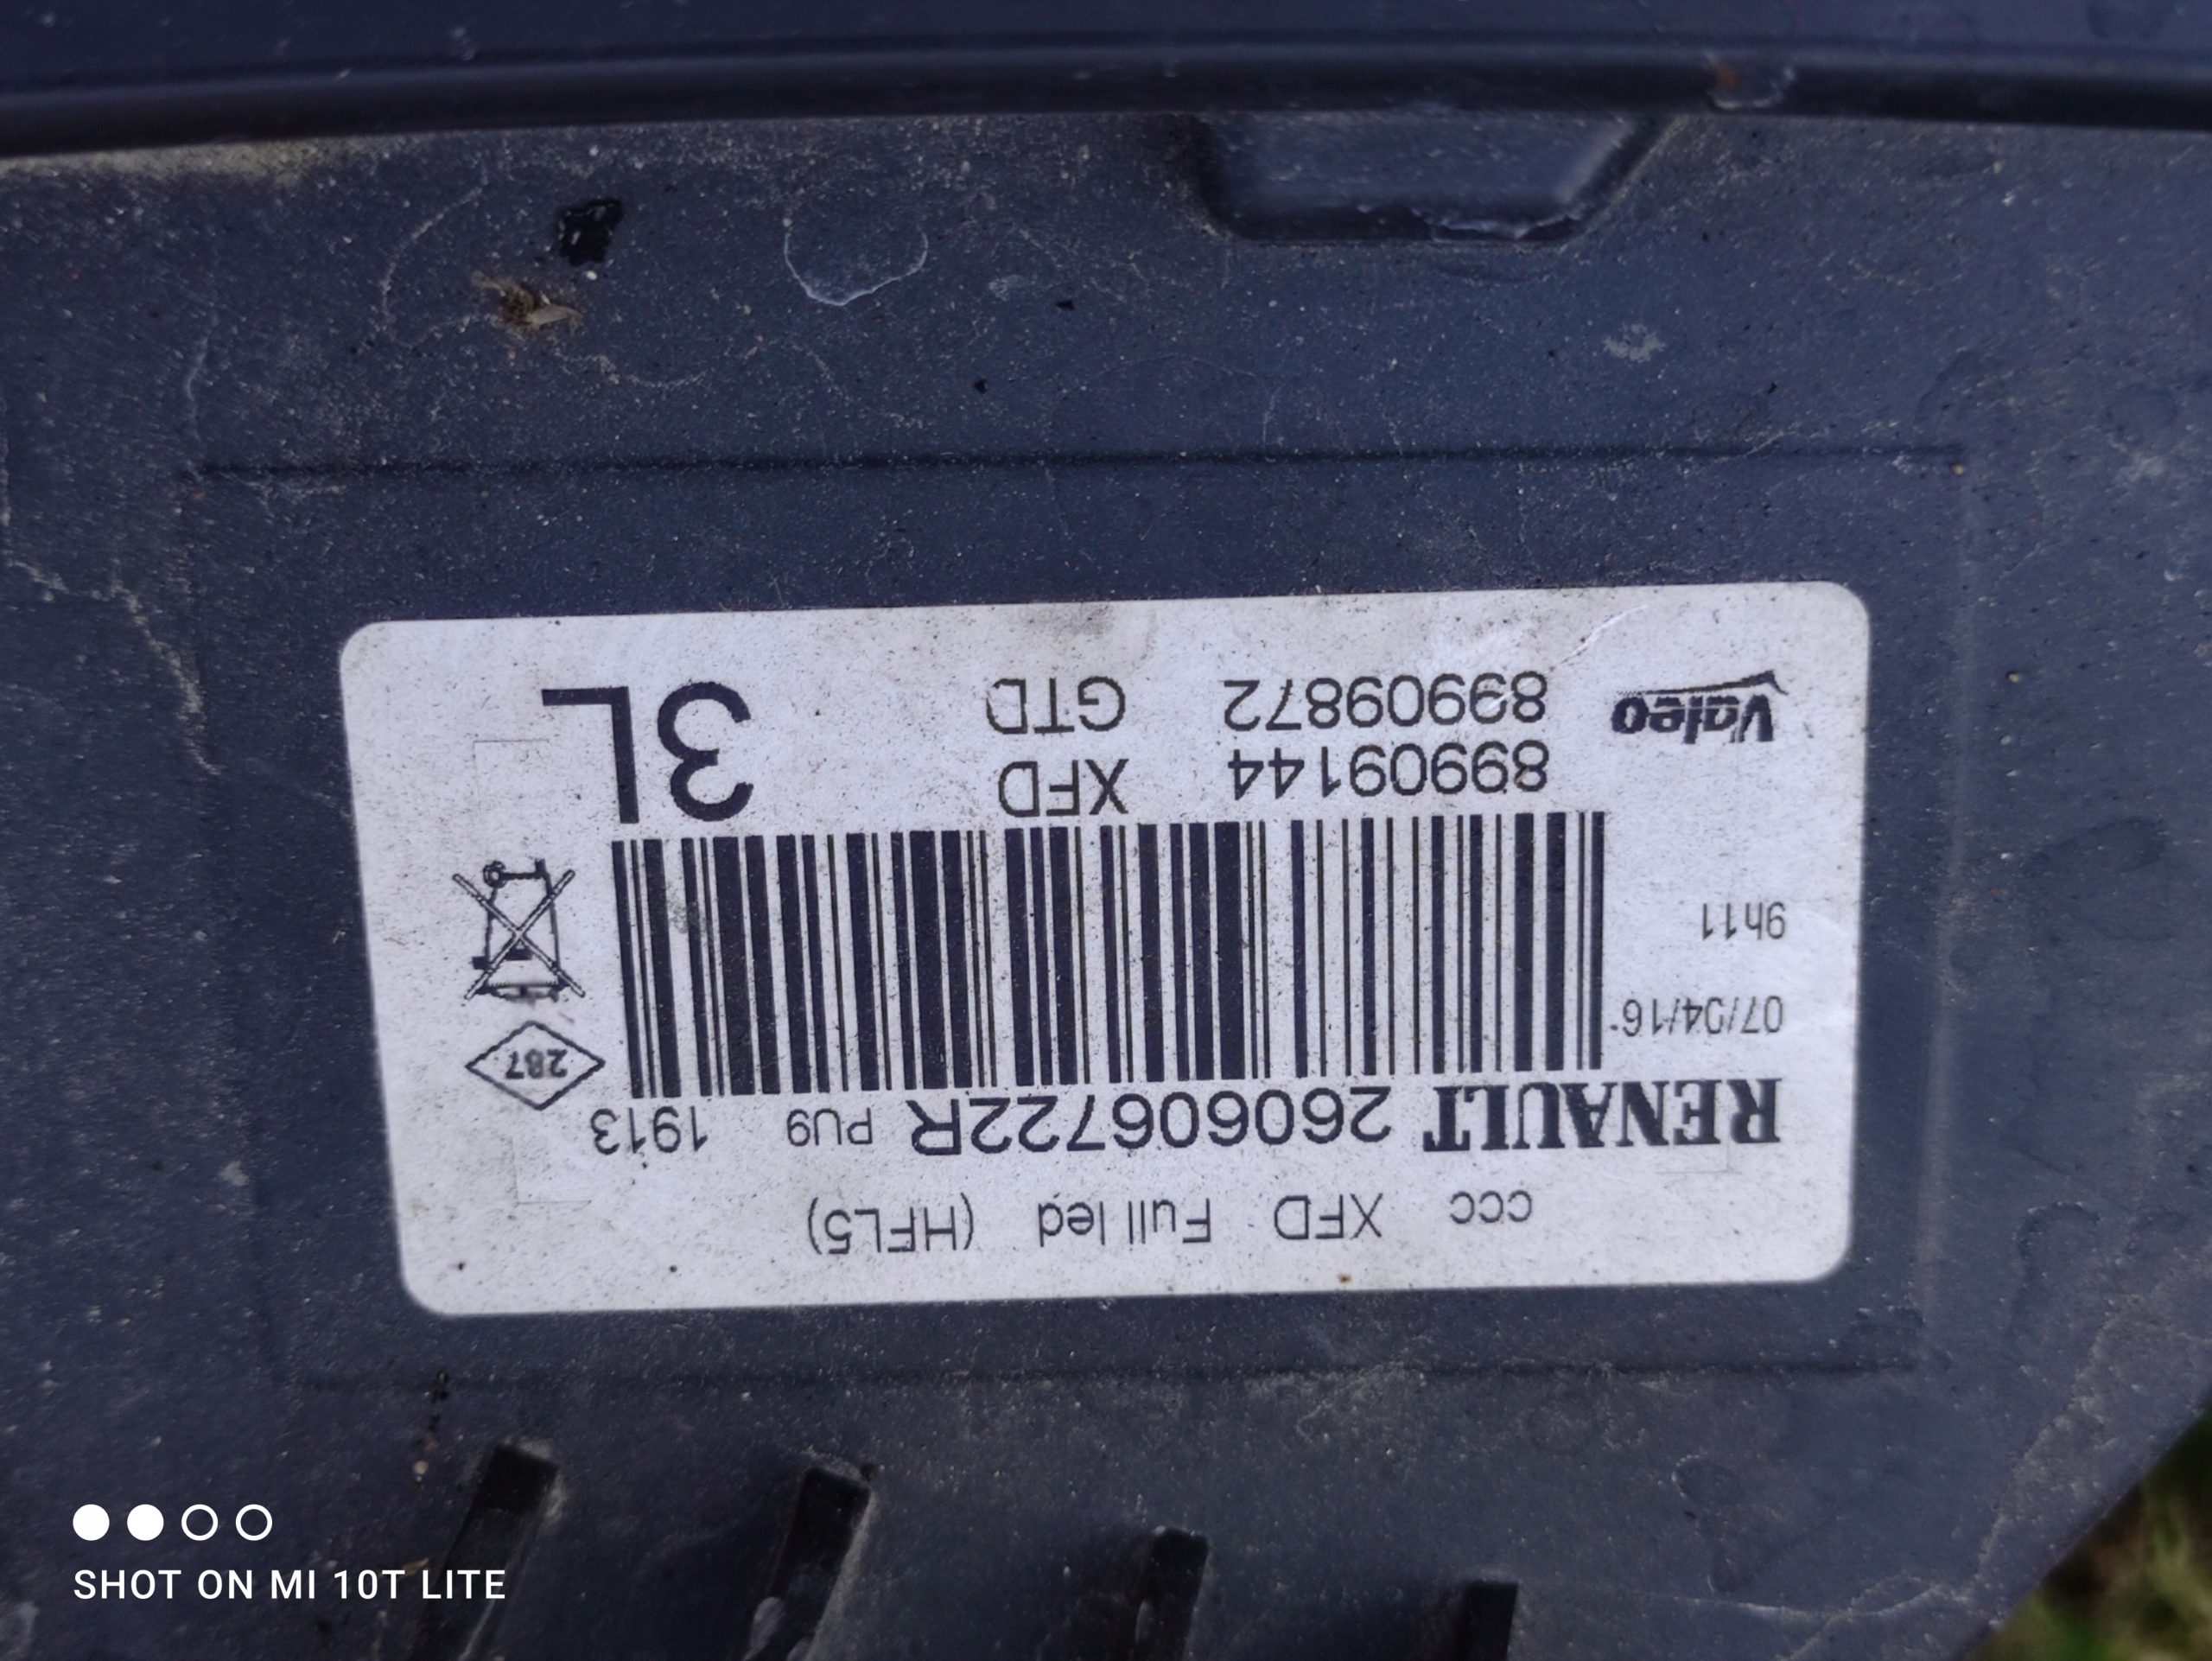 ccc XFD Full led (HFL5)
RENAULT 260606722R PU9 1913
07/04/16
287
9h11
89909144 XFD
3L
Valeo 89909872 GTD
SHOT ON MI 10T LITE